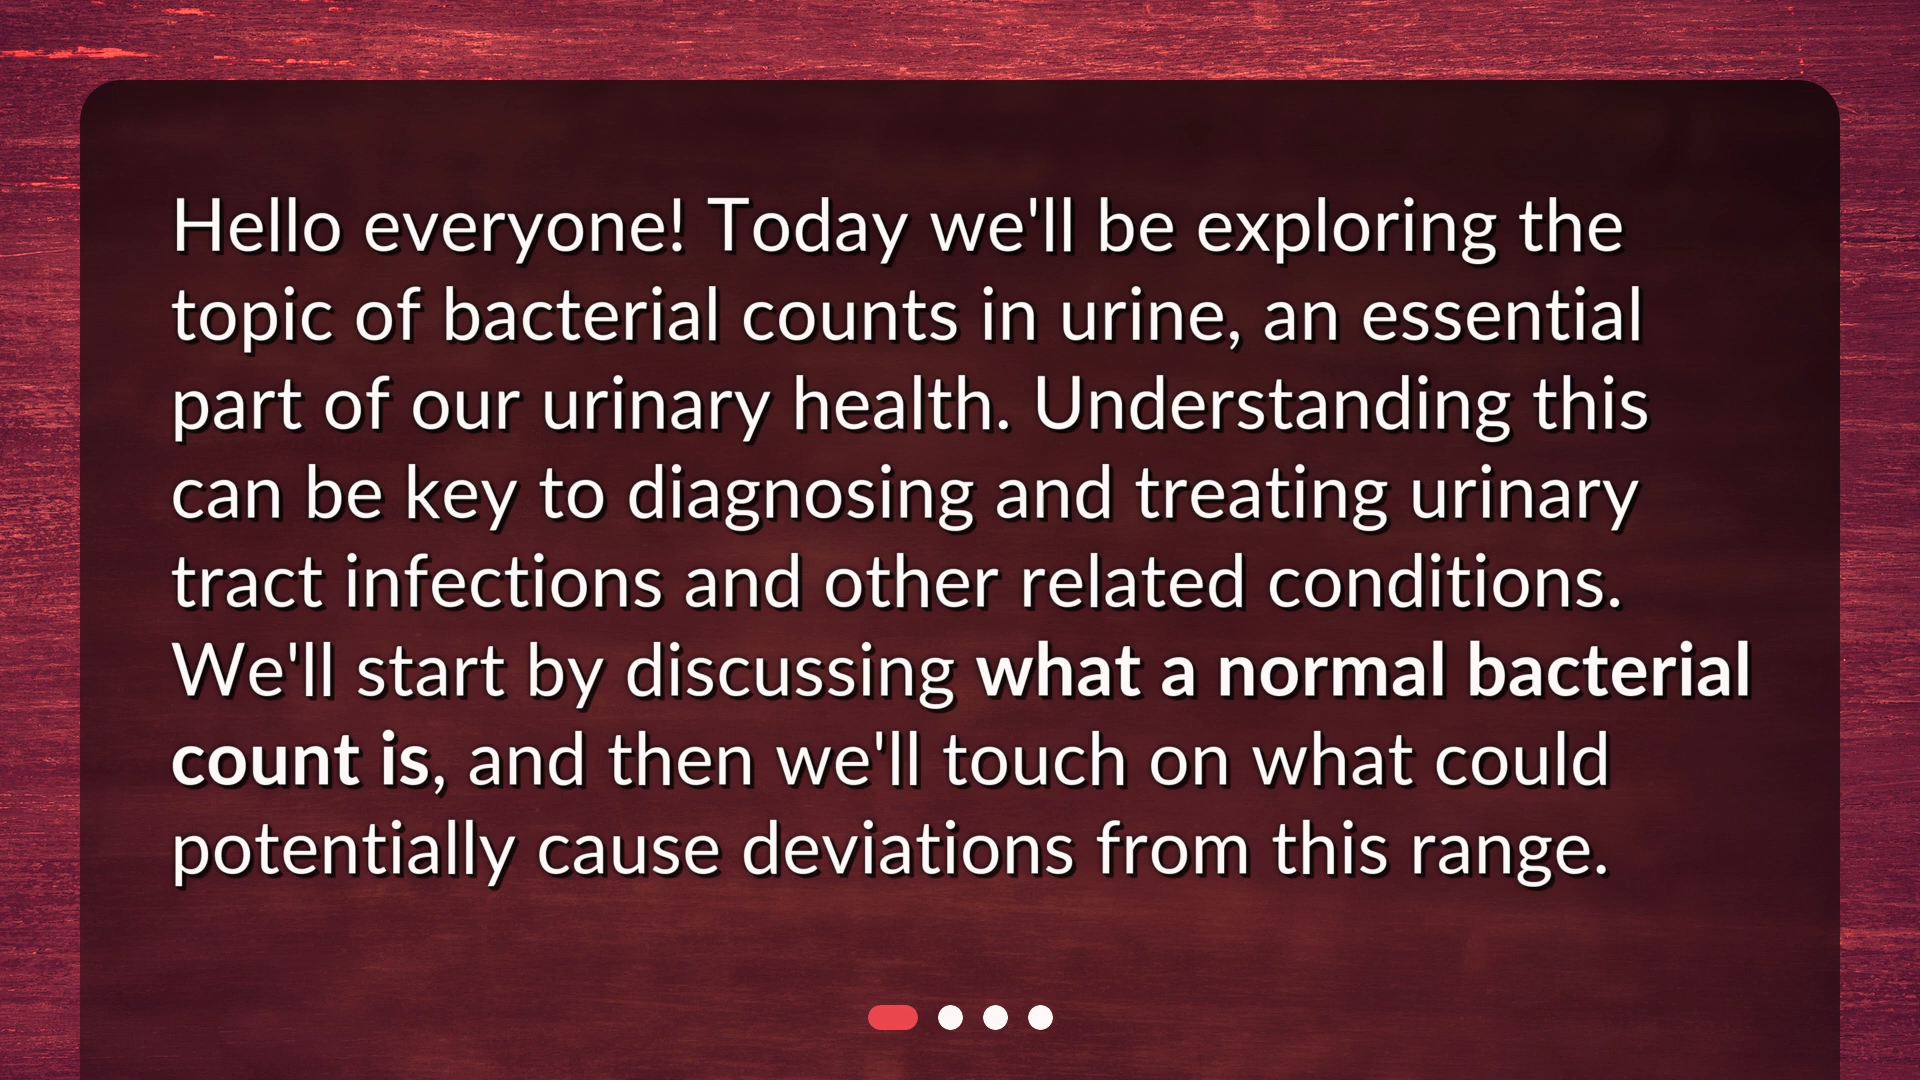 Hello everyone! Today we'll be exploring the
topic of bacterial counts in urine, an essential
part of our urinary health. Understanding this
can be key to diagnosing and treating urinary
tract infections and other related conditions.
We'll start by discussing what a normal bacterial
count is, and then we'll touch on what could
potentially cause deviations from this range.